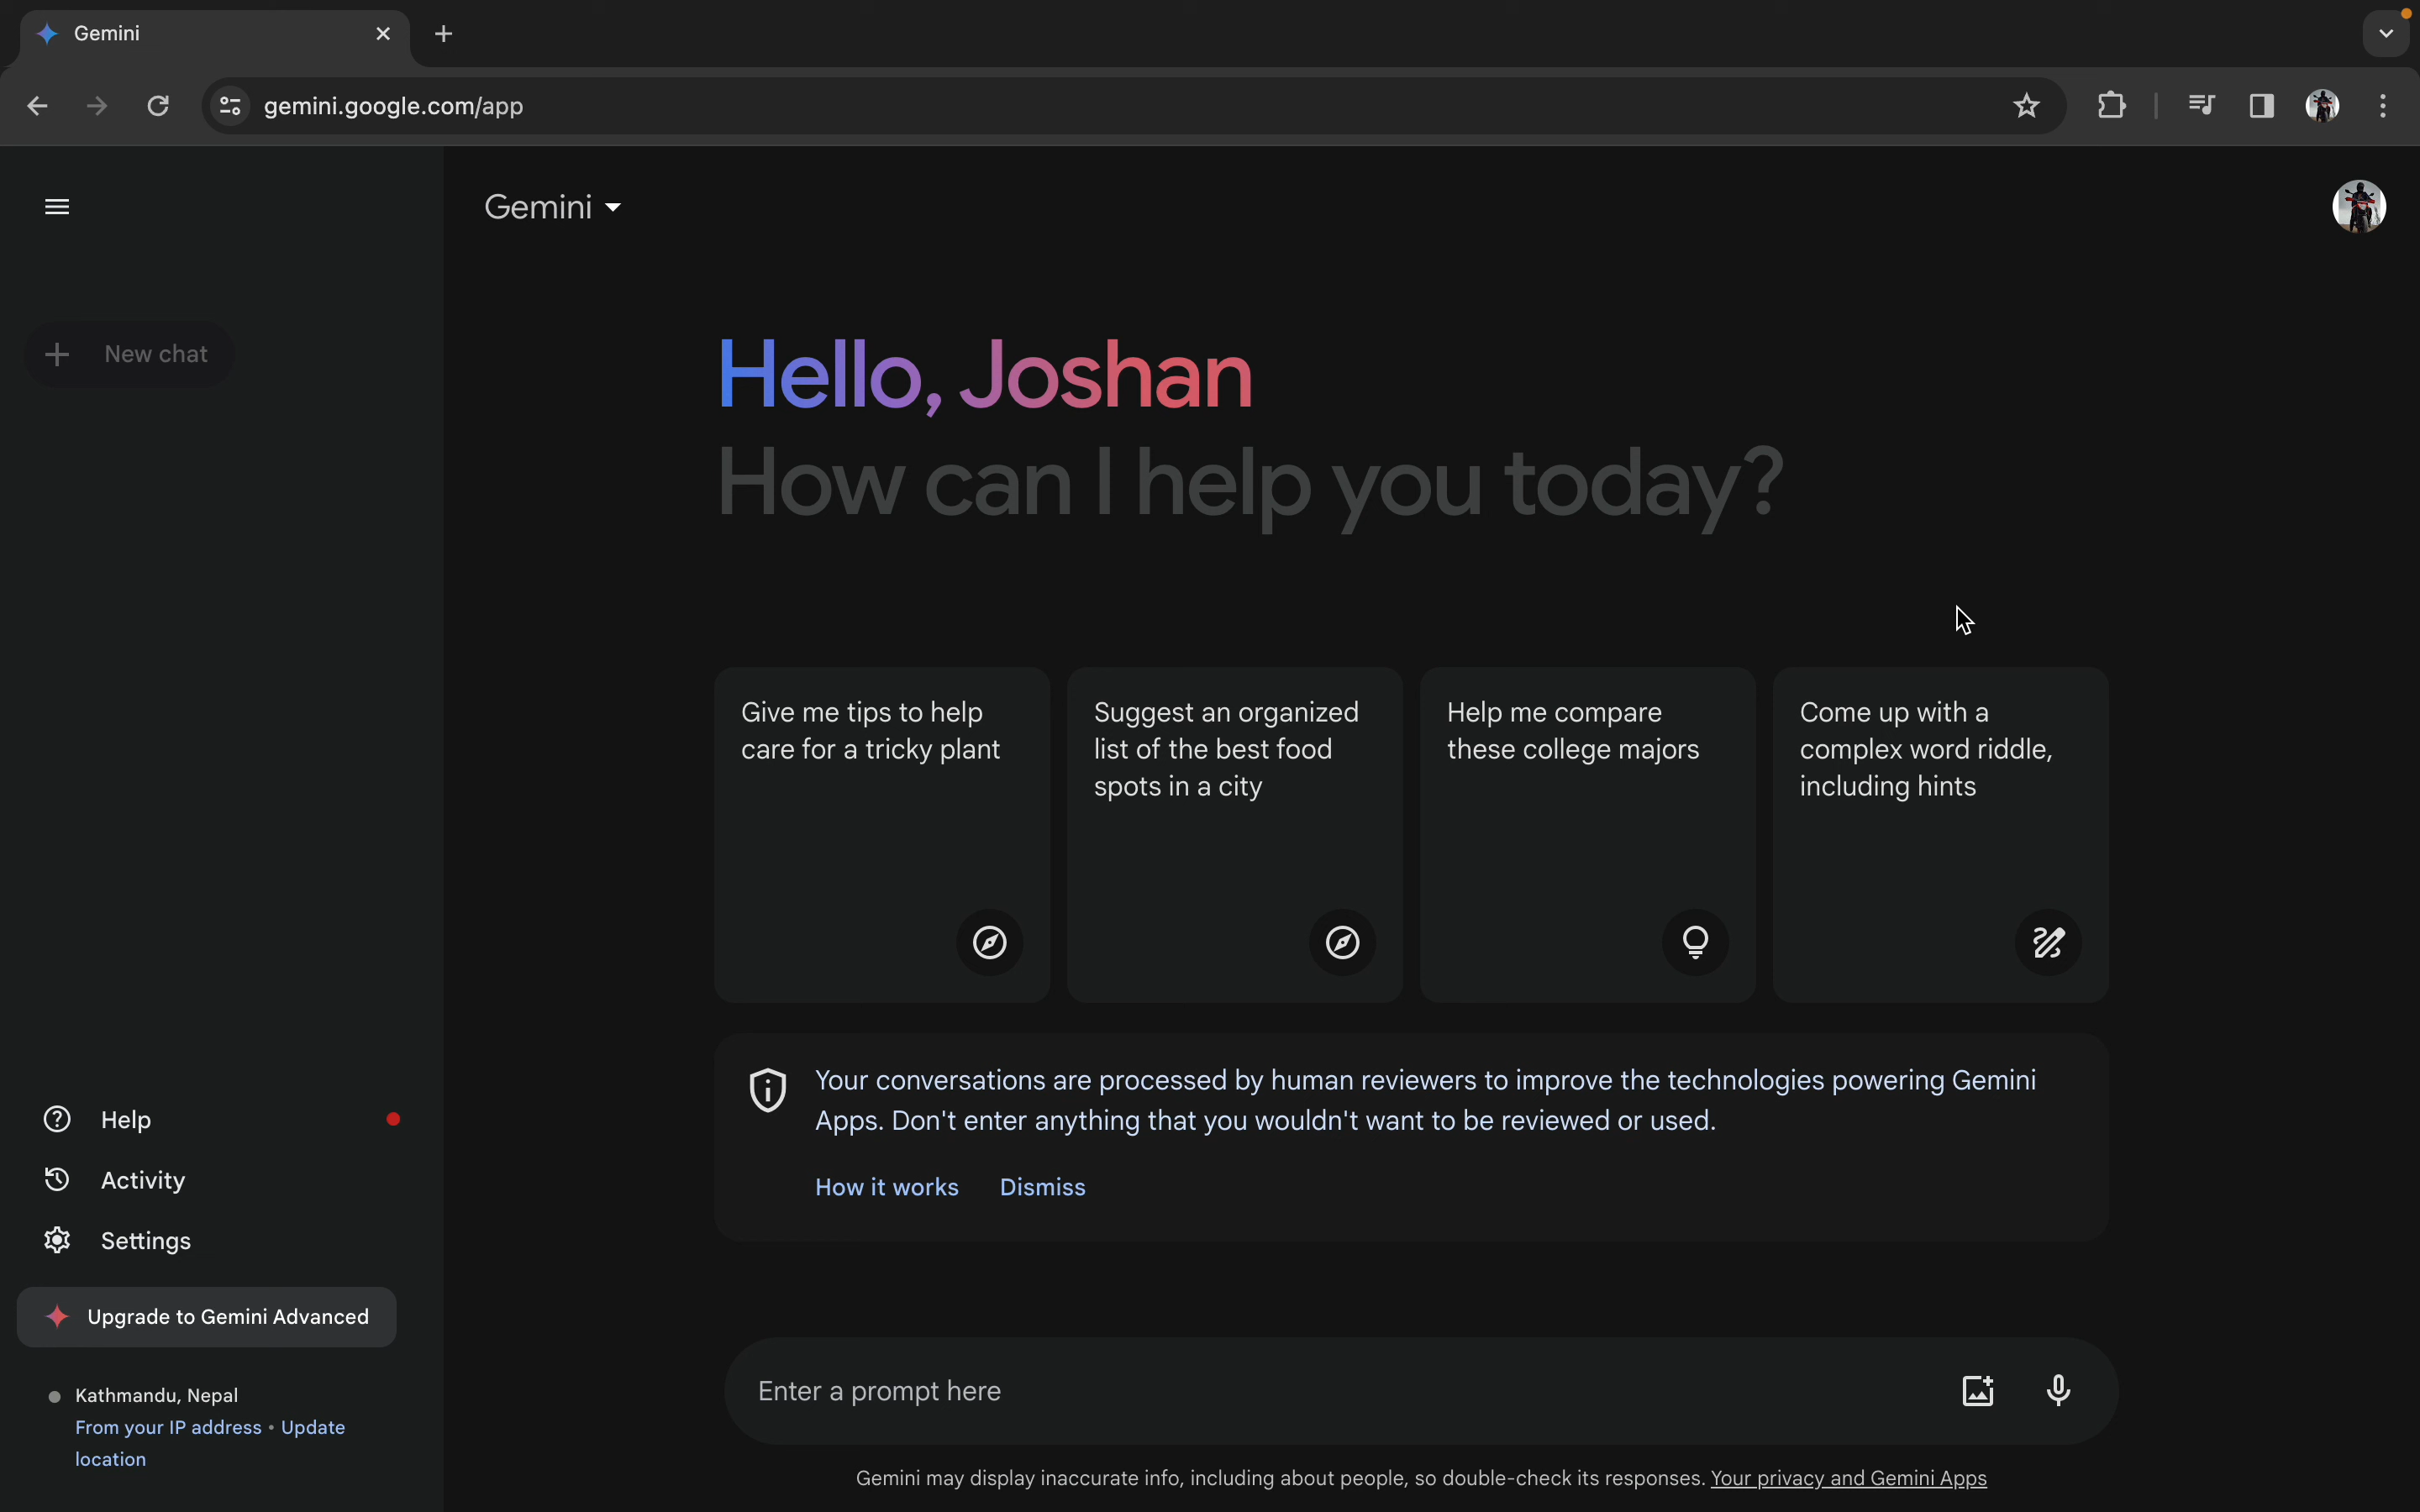 Gemini
gemini.google.com/app
Gemini
New chat
Hello, Joshan
How can I help you today?
Give me tips to help
care for a tricky plant
Suggest an organized
list of the best food
spots in a city
Help me compare
these college majors
Come up with a
complex word riddle,
including hints
Your conversations are processed by human reviewers to improve the technologies powering Gemini
Apps. Don't enter anything that you wouldn't want to be reviewed or used.
How it works Dismiss
Help
Activity
Settings
Upgrade to Gemini Advanced
Kathmandu, Nepal
From your IP address • Update
location
Enter a prompt here
Gemini may display inaccurate info, including about people, so double-check its responses. Your privacy and Gemini Apps